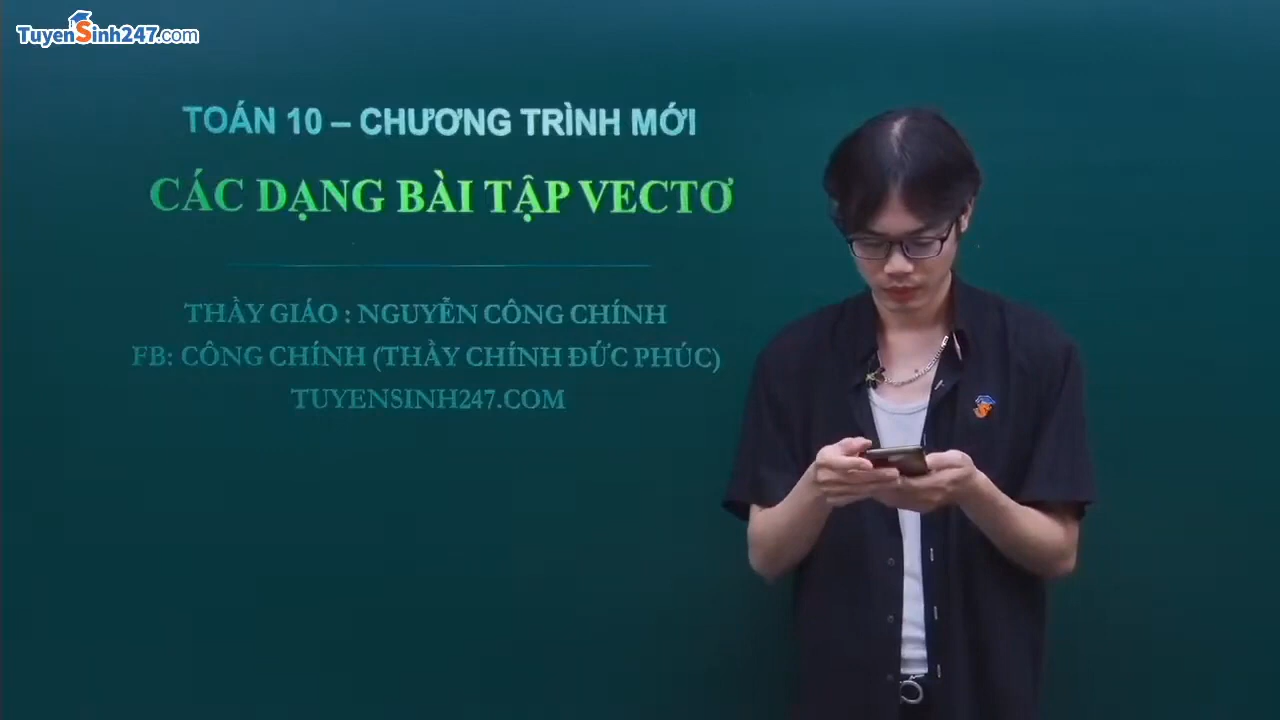 TuyenSinh247.com
TOÁN 10 – CHƯƠNG TRÌNH MỚI
CÁC DẠNG BÀI TẬP VECTƠ
THẦY GIÁO : NGUYỄN CÔNG CHÍNH
FB: CÔNG CHÍNH (THẦY CHÍNH ĐỨC PHÚC)
TUYENSINH247.COM